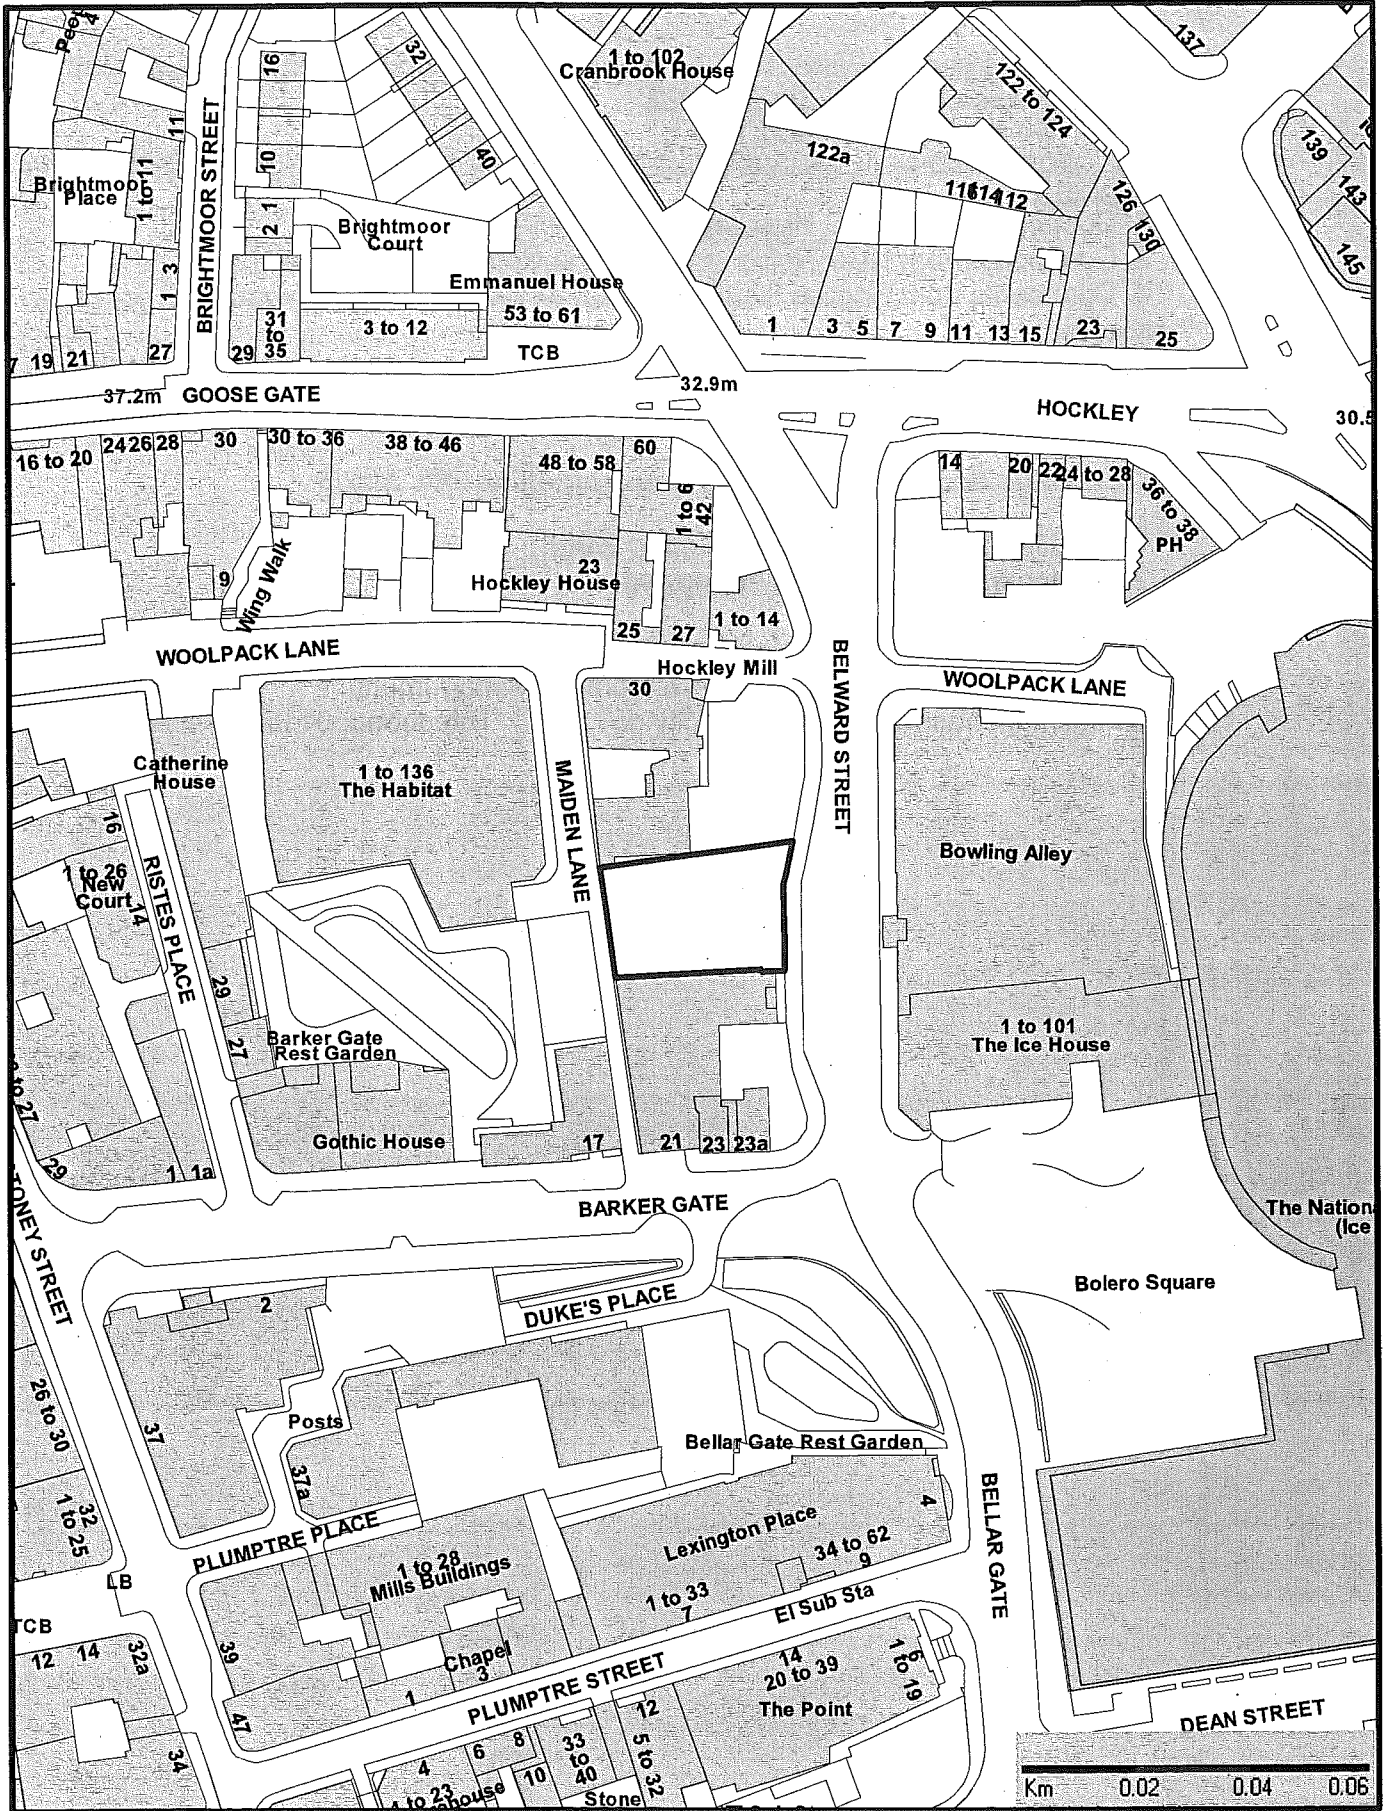 137
4
32
16
1 to 102
Cranbrook House
122 to 124
11
BRIGHTMOOR STREET
10
40
122a
139
143
145
Brightmoor
Place
1 to 11
2 1
Brightmoor
Court
112
126
130
1 3
Emmanuel House
53 to 61
31
to
35
3 to 12
1
3
5
7
9
11
13
15
23
25
19
21
27
29
TCB
37.2m
GOOSE GATE
32.9m
HOCKLEY
16 to 20
24
26
28
30
30 to 36
38 to 46
48 to 58
60
14
20
22
24 to 28
36 to 38
PH
1 to 6
42
9
Wing Walk
23
Hockley House
25
27
1 to 14
WOOLPACK LANE
Hockley Mill
30
BELWARD STREET
WOOLPACK LANE
Catherine
House
1 to 136
The Habitat
MAIDEN LANE
16
Bowling Alley
1 to 26
New
Court
14
RISTES PLACE
29
27
Barker Gate
Rest Garden
1 to 101
The Ice House
29
Gothic House
17
21
23
23a
1
1a
BARKER GATE
Bolero Square
2
DUKE'S PLACE
26 to 30
37
Posts
37a
Bellar Gate Rest Garden
4
BELLAR GATE
32
1 to 25
PLUMPTRE PLACE
1 to 28
Mills Buildings
Lexington Place
34 to 62
9
LB
1 to 33
7
El Sub Sta
TCB
12
14
32a
39
Chapel
3
1
PLUMPTRE STREET
14
20 to 39
The Point
6
1 to 19
47
34
4
6
8
10
33
to
40
12
5 to 32
Stone
DEAN STREET
Km 0.02 0.04 0.06